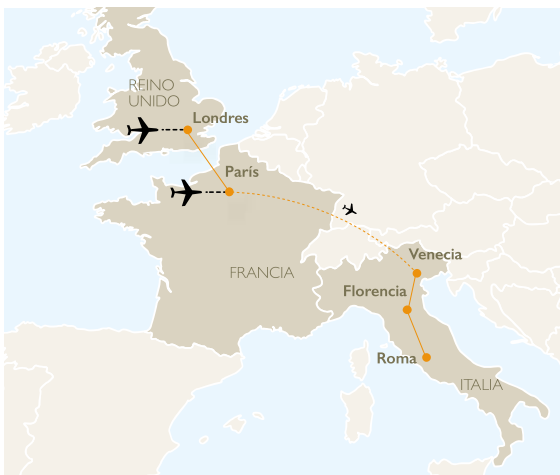 REINO
UNIDO
Londres
París
FRANCIA
Venecia
Florencia
Roma
ITALIA